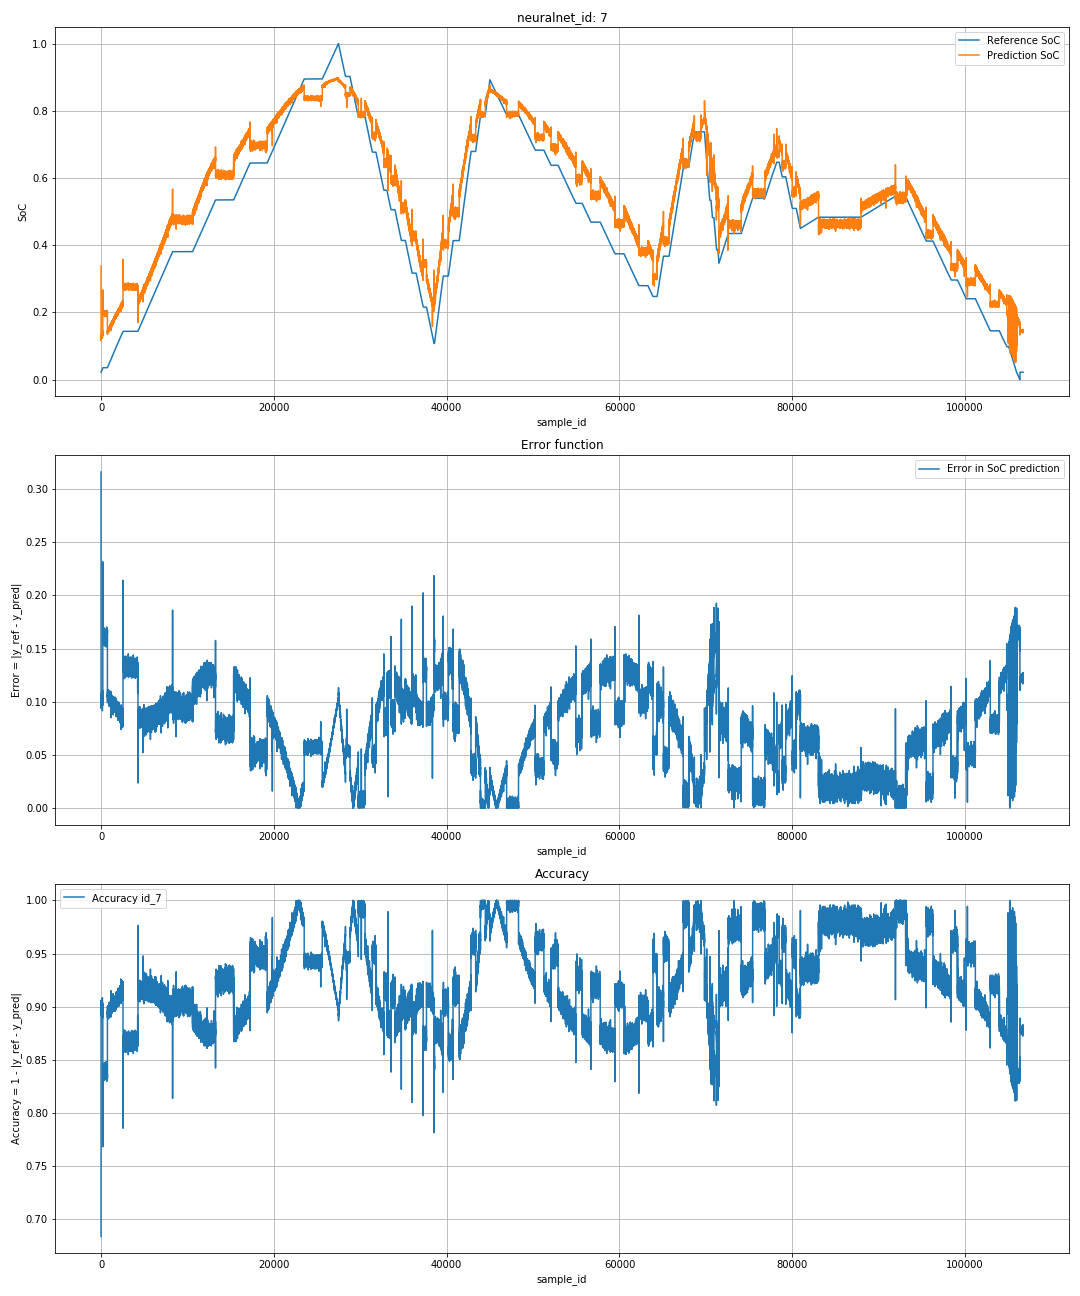 neuralnet_id: 7
1.0
0.8
0.6
0.4
0.2
0.0
SoC
Reference SoC
Prediction SoC
0 20000 40000 60000 80000 100000
sample_id
Error function
0.30
0.25
0.20
0.15
0.10
0.05
0.00
Error = |y_ref - y_pred|
Error in SoC prediction
0 20000 40000 60000 80000 100000
sample_id
Accuracy
1.00
0.95
0.90
0.85
0.80
0.75
0.70
Accuracy = 1 - |y_ref - y_pred|
Accuracy id_7
0 20000 40000 60000 80000 100000
sample_id